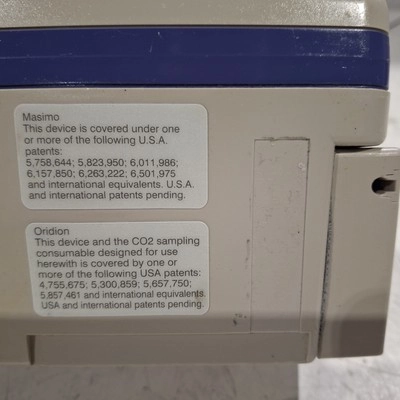 Masimo
This device is covered under one
or more of the following U.S.A.
patents:
5,758,644; 5,823,950; 6,011,986;
6,157,850; 6,263,222; 6,501,975
and international equivalents. U.S.A.
and international patents pending.
Oridion
This device and the CO2 sampling
consumable designed for use
herewith is covered by one or
more of the following USA patents:
4,755,675; 5,300,859; 5,657,750;
5,857,461 and international equivalents.
USA and international patents pending.